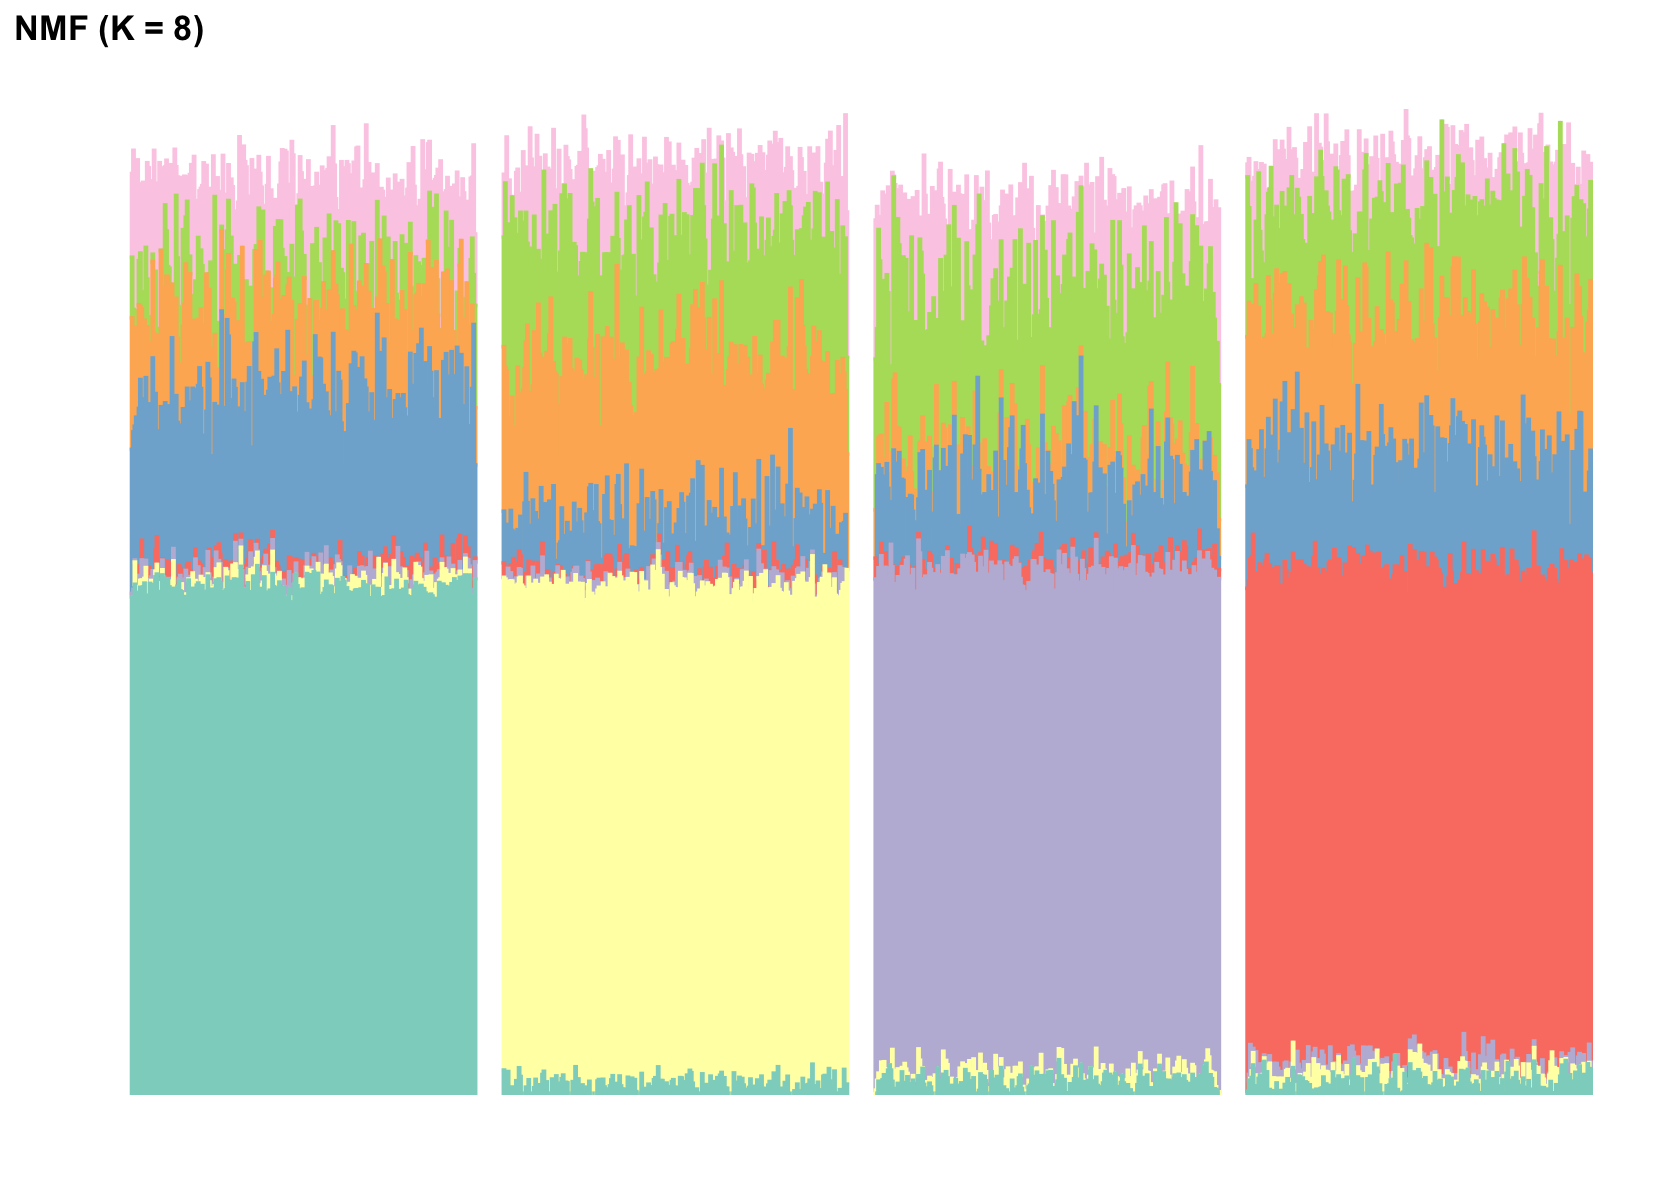 NMF (K = 8)